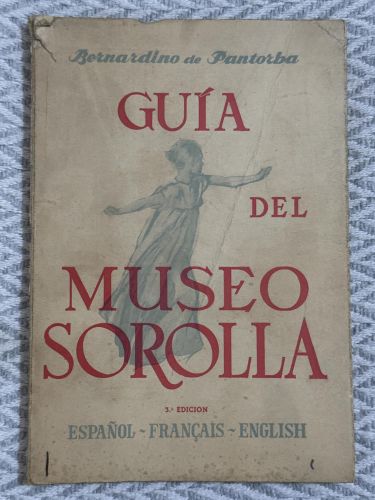 Bernardino de Pantorba
GUÍA
DEL
MUSEO
SOROLLA
3.ª EDICION
ESPAÑOL ~ FRANÇAIS ~ ENGLISH